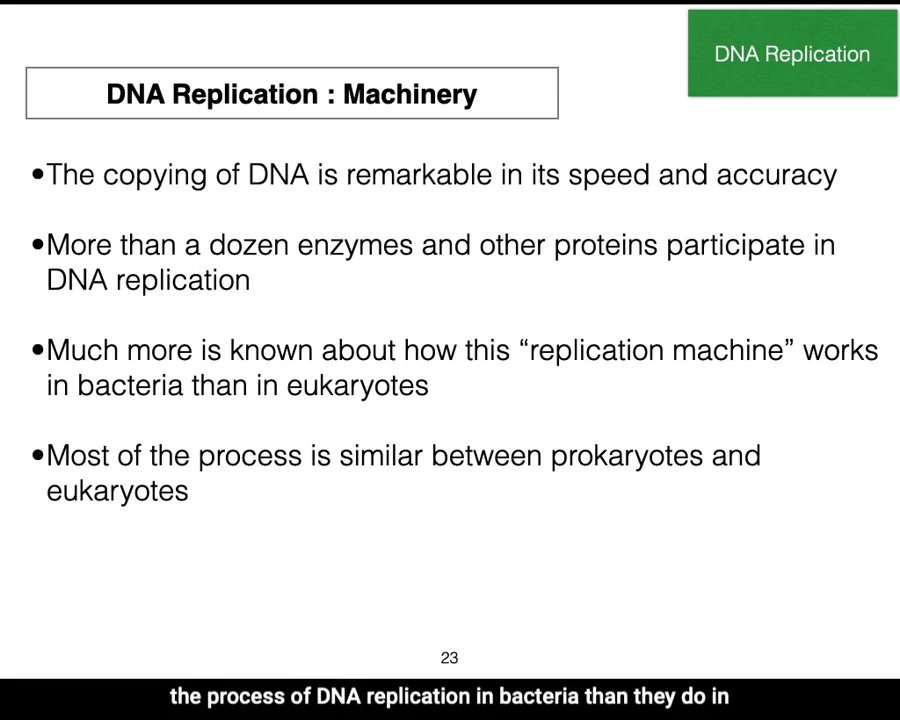 DNA Replication
DNA Replication : Machinery
•The copying of DNA is remarkable in its speed and accuracy
•More than a dozen enzymes and other proteins participate in
DNA replication
•Much more is known about how this “replication machine” works
in bacteria than in eukaryotes
•Most of the process is similar between prokaryotes and
eukaryotes
23
the process of DNA replication in bacteria than they do in